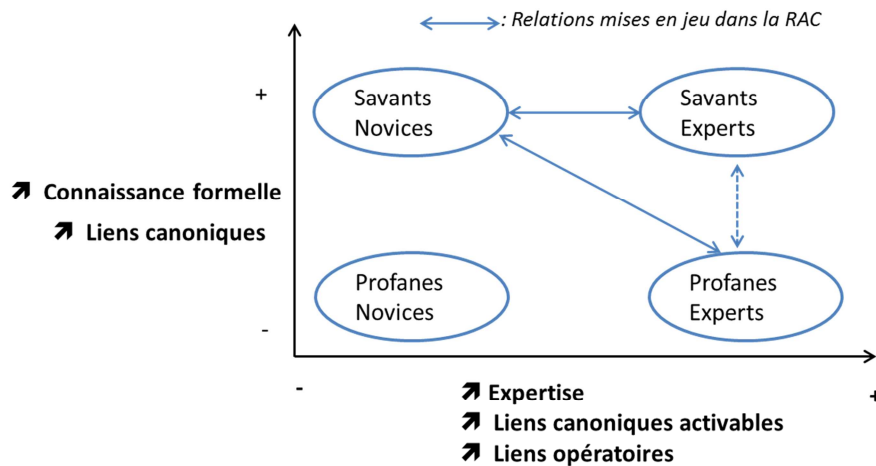 : Relations mises en jeu dans la RAC
+
Savants
Novices
Savants
Experts
↗ Connaissance formelle
↗ Liens canoniques
Profanes
Novices
Profanes
Experts
-
- +
↗ Expertise
↗ Liens canoniques activables
↗ Liens opératoires